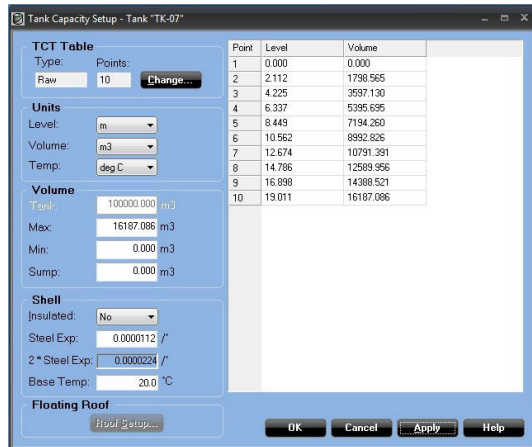 Tank Capacity Setup - Tank "TK-07"
TCT Table
Type: Points:
Raw 10 Change...
Units
Level: m
Volume: m3
Temp: deg C
Volume
Tank: 100000.000 m3
Max: 16187.086 m3
Min: 0.000 m3
Sump: 0.000 m3
Shell
Insulated: No
Steel Exp: 0.0000112 /°
2 * Steel Exp: 0.0000224 /°
Base Temp: 20.0 °C
Floating Roof
Roof Setup...
Point Level Volume
1 0.000 0.000
2 2.112 1798.565
3 4.225 3597.130
4 6.337 5395.695
5 8.449 7194.260
6 10.562 8992.826
7 12.674 10791.391
8 14.786 12589.956
9 16.898 14388.521
10 19.011 16187.086
OK Cancel Apply Help